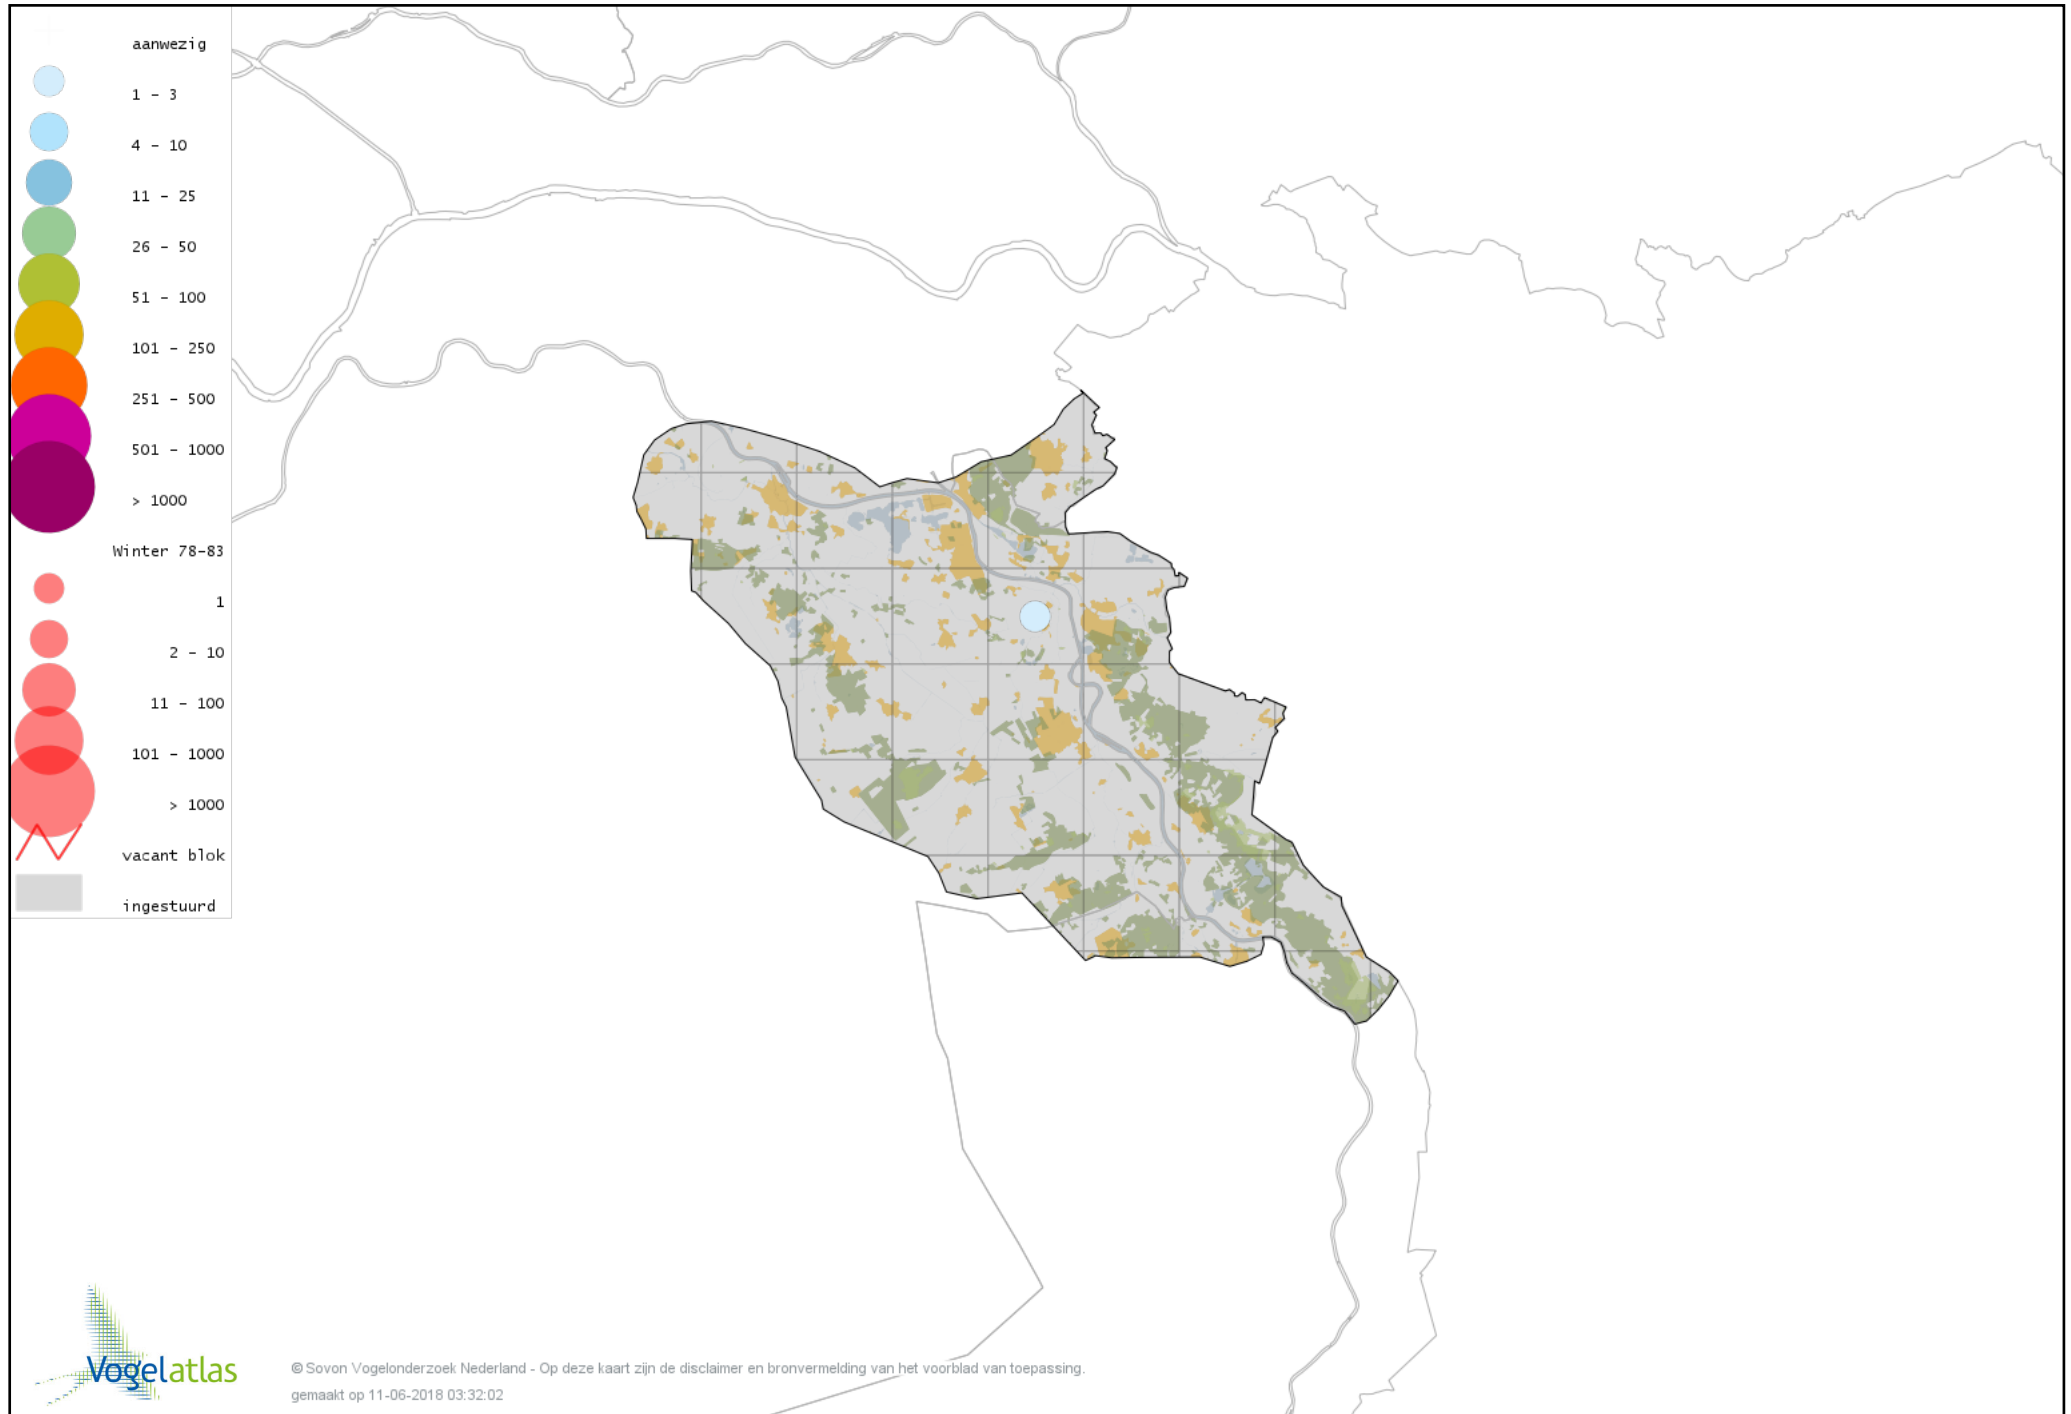 aanwezig
1 - 3
4 - 10
11 - 25
26 - 50
51 - 100
101 - 250
251 - 500
501 - 1000
> 1000
Winter 78-83
1
2 - 10
11 - 100
101 - 1000
> 1000
vacant blok
ingestuurd
Vogelatlas
© Sovon Vogelonderzoek Nederland - Op deze kaart zijn de disclaimer en bronvermelding van het voorblad van toepassing.
gemaakt op 11-06-2018 03:32:02